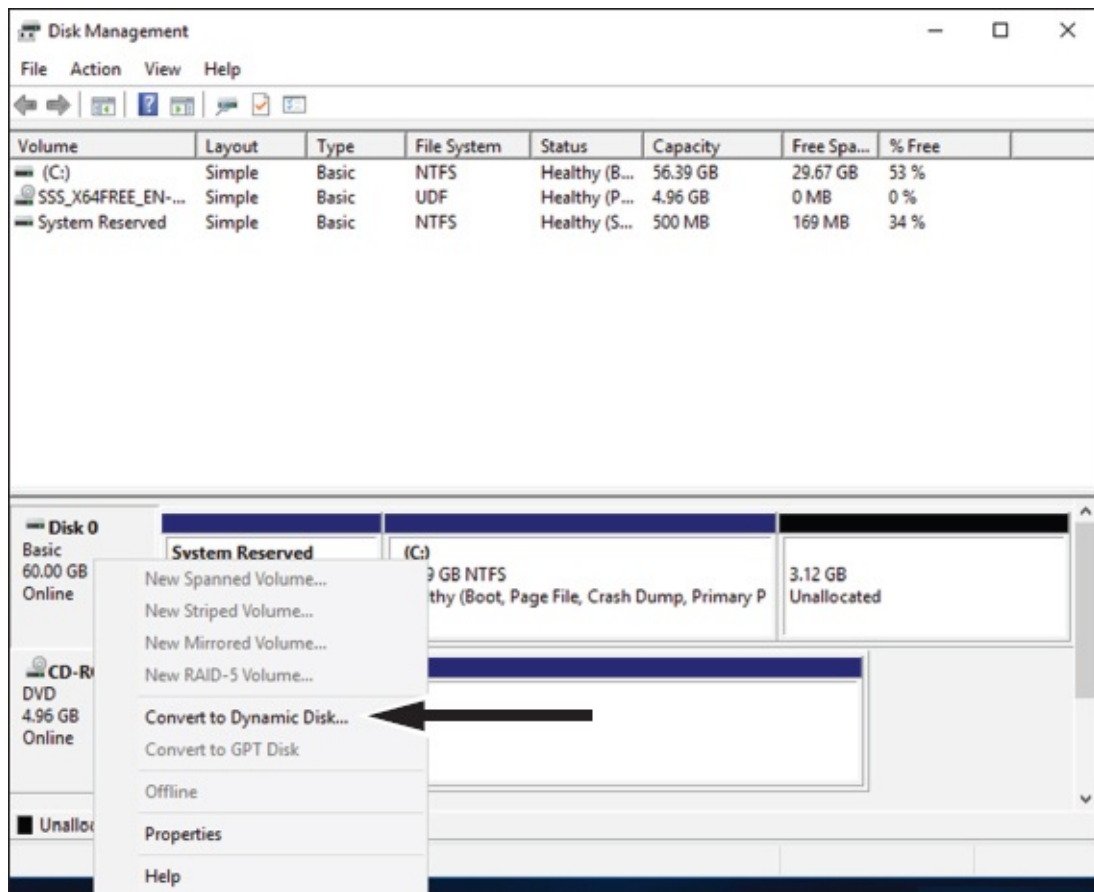 Disk Management
File Action View Help
Volume Layout Type File System Status Capacity Free Spa... % Free
(C:) Simple Basic NTFS Healthy (B... 56.39 GB 29.67 GB 53 %
SSS_X64FREE_EN-... Simple Basic UDF Healthy (P... 4.96 GB 0 MB 0 %
System Reserved Simple Basic NTFS Healthy (S... 500 MB 169 MB 34 %
Disk 0
Basic
60.00 GB
Online
System Reserved
(C:)
9 GB NTFS
thy (Boot, Page File, Crash Dump, Primary P
3.12 GB
Unallocated
New Spanned Volume...
New Striped Volume...
New Mirrored Volume...
New RAID-5 Volume...
Convert to Dynamic Disk...
Convert to GPT Disk
Offline
Properties
Help
CD-R
DVD
4.96 GB
Online
Unalloc